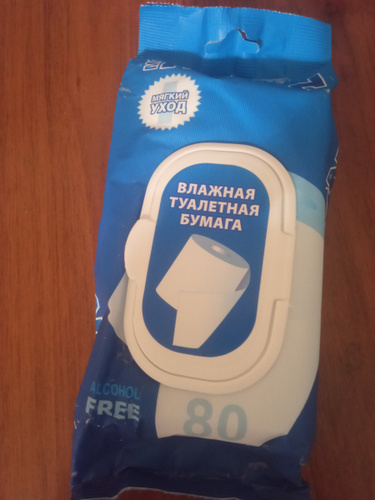 МЯГКИЙ
УХОД
ВЛАЖНАЯ
ТУАЛЕТНАЯ
БУМАГА
ALCOHOL
FREE
80